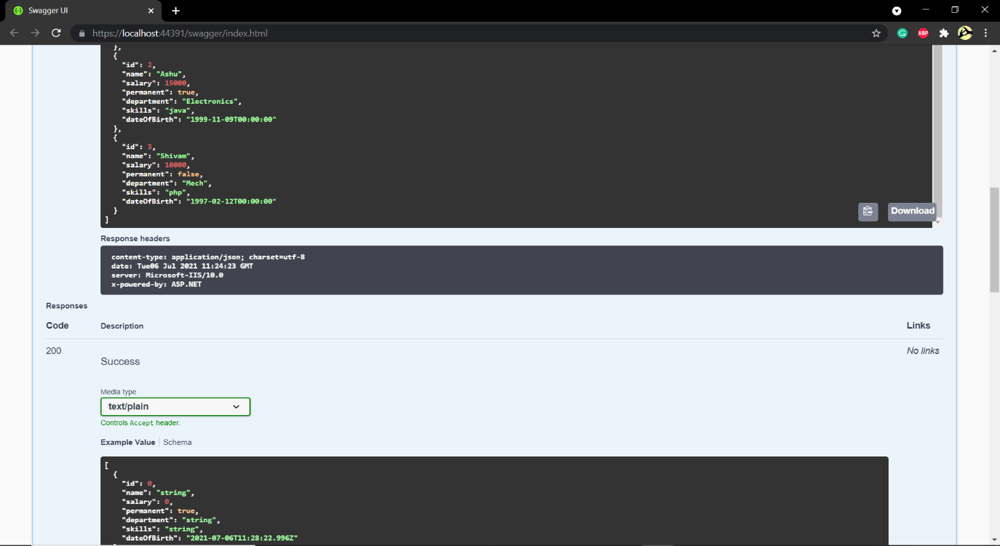 Swagger UI
https://localhost:44391/swagger/index.html
ABP
},
{
"id": 2,
"name": "Ashu",
"salary": 15000,
"permanent": true,
"department": "Electronics",
"skills": "java",
"dateOfBirth": "1999-11-09T00:00:00"
},
{
"id": 3,
"name": "Shivam",
"salary": 10000,
"permanent": false,
"department": "Mech",
"skills": "php",
"dateOfBirth": "1997-02-12T00:00:00"
}
]
Download
Response headers
content-type: application/json; charset=utf-8
date: Tue06 Jul 2021 11:24:23 GMT
server: Microsoft-IIS/10.0
x-powered-by: ASP.NET
Responses
Code Description Links
200 No links
Success
Media type
text/plain
Controls Accept header.
Example Value Schema
[
{
"id": 0,
"name": "string",
"salary": 0,
"permanent": true,
"department": "string",
"skills": "string",
"dateOfBirth": "2021-07-06T11:28:22.996Z"